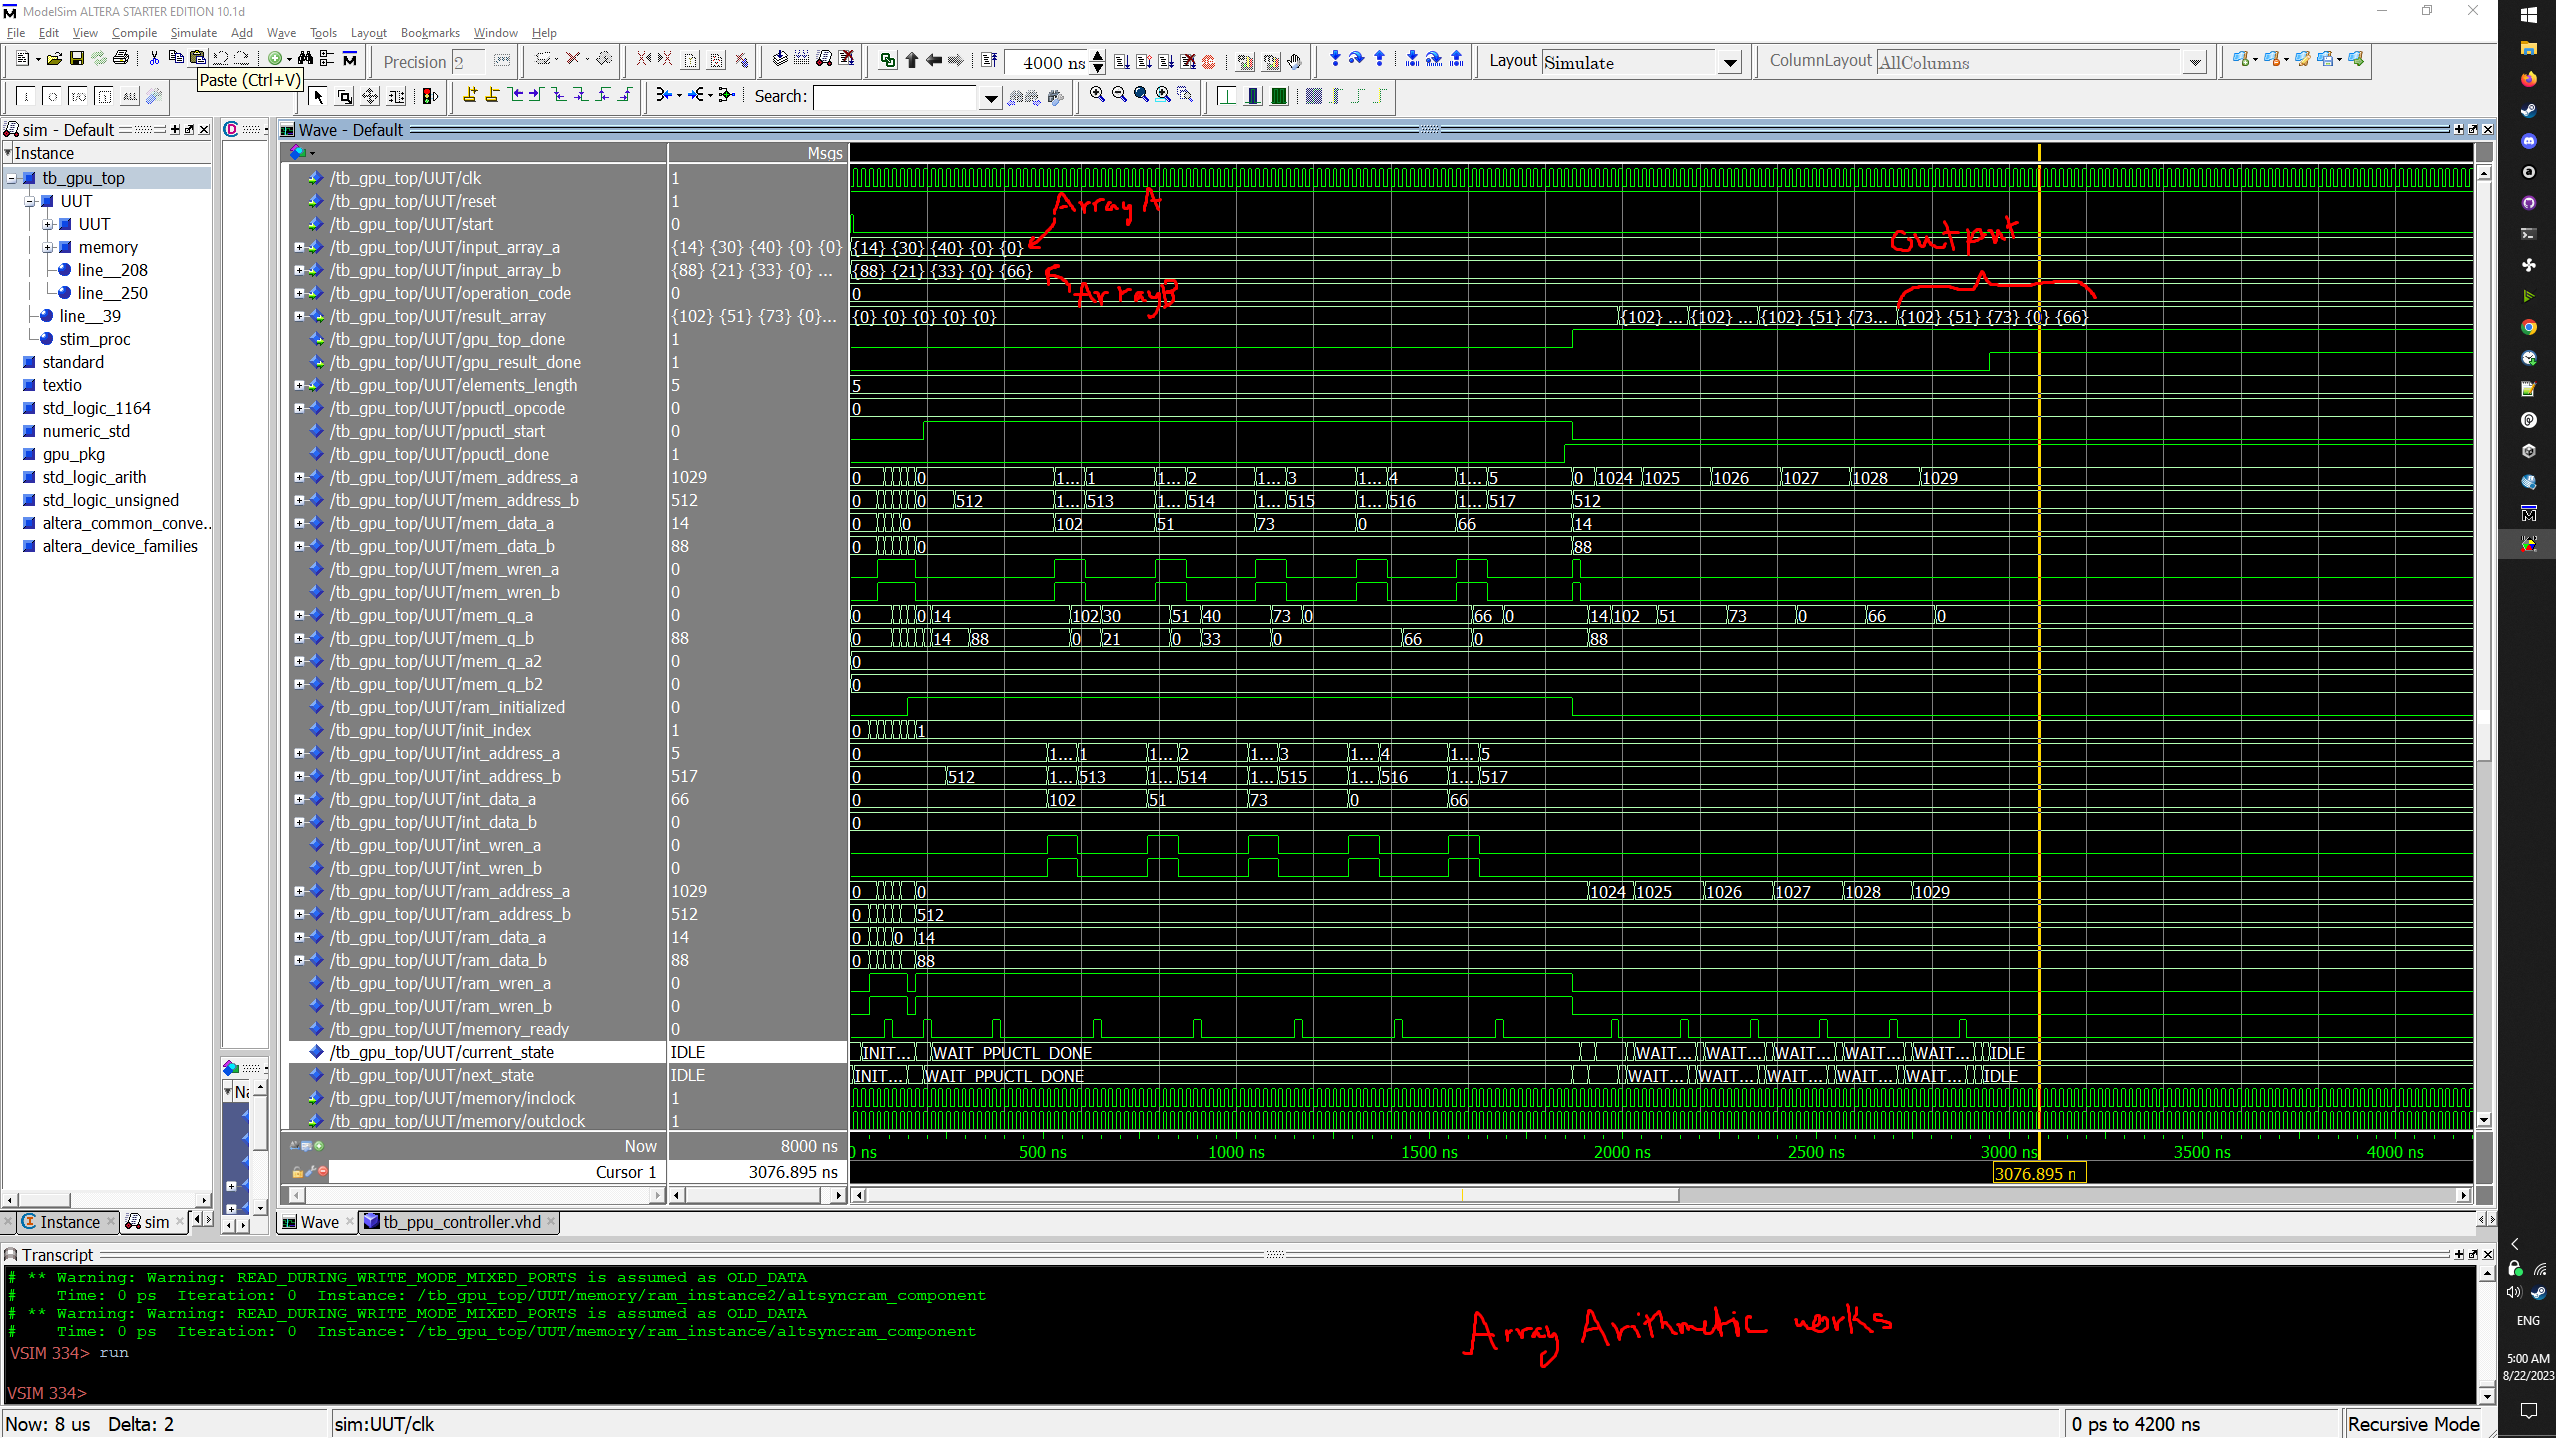 ModelSim ALTERA STARTER EDITION 10.1d
File Edit View Compile Simulate Add Wave Tools Layout Bookmarks Window Help
Precision 2
4000 ns
Layout Simulate
ColumnLayout AllColumns
Paste (Ctrl+V)
Search:
sim - Default
Wave - Default
Instance
Msgs
tb_gpu_top
UUT
UUT
memory
line__208
line__250
line__39
stim_proc
standard
textio
std_logic_1164
numeric_std
gpu_pkg
std_logic_arith
std_logic_unsigned
altera_common_conve..
altera_device_families
/tb_gpu_top/UUT/clk 1
/tb_gpu_top/UUT/reset 1
Array A
/tb_gpu_top/UUT/start 0
output
/tb_gpu_top/UUT/input_array_a {14} {30} {40} {0} {0} {14} {30} {40} {0} {0}
/tb_gpu_top/UUT/input_array_b {88} {21} {33} {0} ... {88} {21} {33} {0} {66}
/tb_gpu_top/UUT/operation_code 0 0
Array B
/tb_gpu_top/UUT/result_array {102} {51} {73} {0}... {0} {0} {0} {0} {0} {102} ... {102} ... {102} {51} {73... {102} {51} {73} {0} {66}
/tb_gpu_top/UUT/gpu_top_done 1
/tb_gpu_top/UUT/gpu_result_done 1
/tb_gpu_top/UUT/elements_length 5 5
/tb_gpu_top/UUT/ppuctl_opcode 0 0
/tb_gpu_top/UUT/ppuctl_start 0
/tb_gpu_top/UUT/ppuctl_done 1
/tb_gpu_top/UUT/mem_address_a 1029 0 0 1... 1 1... 2 1... 3 1... 4 1... 5 0 1024 1025 1026 1027 1028 1029
/tb_gpu_top/UUT/mem_address_b 512 0 0 512 1... 513 1... 514 1... 515 1... 516 1... 517 512
/tb_gpu_top/UUT/mem_data_a 14 0 0 102 51 73 0 66 14
/tb_gpu_top/UUT/mem_data_b 88 0 0 88
/tb_gpu_top/UUT/mem_wren_a 0
/tb_gpu_top/UUT/mem_wren_b 0
/tb_gpu_top/UUT/mem_q_a 0 0 0 14 102 30 51 40 73 0 66 0 14 102 51 73 0 66 0
/tb_gpu_top/UUT/mem_q_b 88 0 14 88 0 21 0 33 0 66 0 88
/tb_gpu_top/UUT/mem_q_a2 0 0
/tb_gpu_top/UUT/mem_q_b2 0 0
/tb_gpu_top/UUT/ram_initialized 0
/tb_gpu_top/UUT/init_index 1 0 1
/tb_gpu_top/UUT/int_address_a 5 0 1... 1 1... 2 1... 3 1... 4 1... 5
/tb_gpu_top/UUT/int_address_b 517 0 512 1... 513 1... 514 1... 515 1... 516 1... 517
/tb_gpu_top/UUT/int_data_a 66 0 102 51 73 0 66
/tb_gpu_top/UUT/int_data_b 0 0
/tb_gpu_top/UUT/int_wren_a 0
/tb_gpu_top/UUT/int_wren_b 0
/tb_gpu_top/UUT/ram_address_a 1029 0 0 1024 1025 1026 1027 1028 1029
/tb_gpu_top/UUT/ram_address_b 512 0 512
/tb_gpu_top/UUT/ram_data_a 14 0 0 14
/tb_gpu_top/UUT/ram_data_b 88 0 88
/tb_gpu_top/UUT/ram_wren_a 0
/tb_gpu_top/UUT/ram_wren_b 0
/tb_gpu_top/UUT/memory_ready 0
/tb_gpu_top/UUT/current_state IDLE INIT... WAIT_PPUCTL_DONE WAIT... WAIT... WAIT... WAIT... WAIT... IDLE
/tb_gpu_top/UUT/next_state IDLE INIT... WAIT_PPUCTL_DONE WAIT... WAIT... WAIT... WAIT... WAIT... IDLE
/tb_gpu_top/UUT/memory/inclock 1
/tb_gpu_top/UUT/memory/outclock 1
Now 8000 ns ns 500 ns 1000 ns 1500 ns 2000 ns 2500 ns 3000 ns 3500 ns 4000 ns
Cursor 1 3076.895 ns 3076.895 n
Instance sim Wave tb_ppu_controller.vhd
Transcript
# ** Warning: Warning: READ_DURING_WRITE_MODE_MIXED_PORTS is assumed as OLD_DATA
# Time: 0 ps Iteration: 0 Instance: /tb_gpu_top/UUT/memory/ram_instance2/altsyncram_component
# ** Warning: Warning: READ_DURING_WRITE_MODE_MIXED_PORTS is assumed as OLD_DATA
# Time: 0 ps Iteration: 0 Instance: /tb_gpu_top/UUT/memory/ram_instance/altsyncram_component
VSIM 334> run
VSIM 334>
Array Arithmetic works
ENG
5:00 AM
8/22/2023
Now: 8 us Delta: 2 sim:UUT/clk 0 ps to 4200 ns Recursive Mode